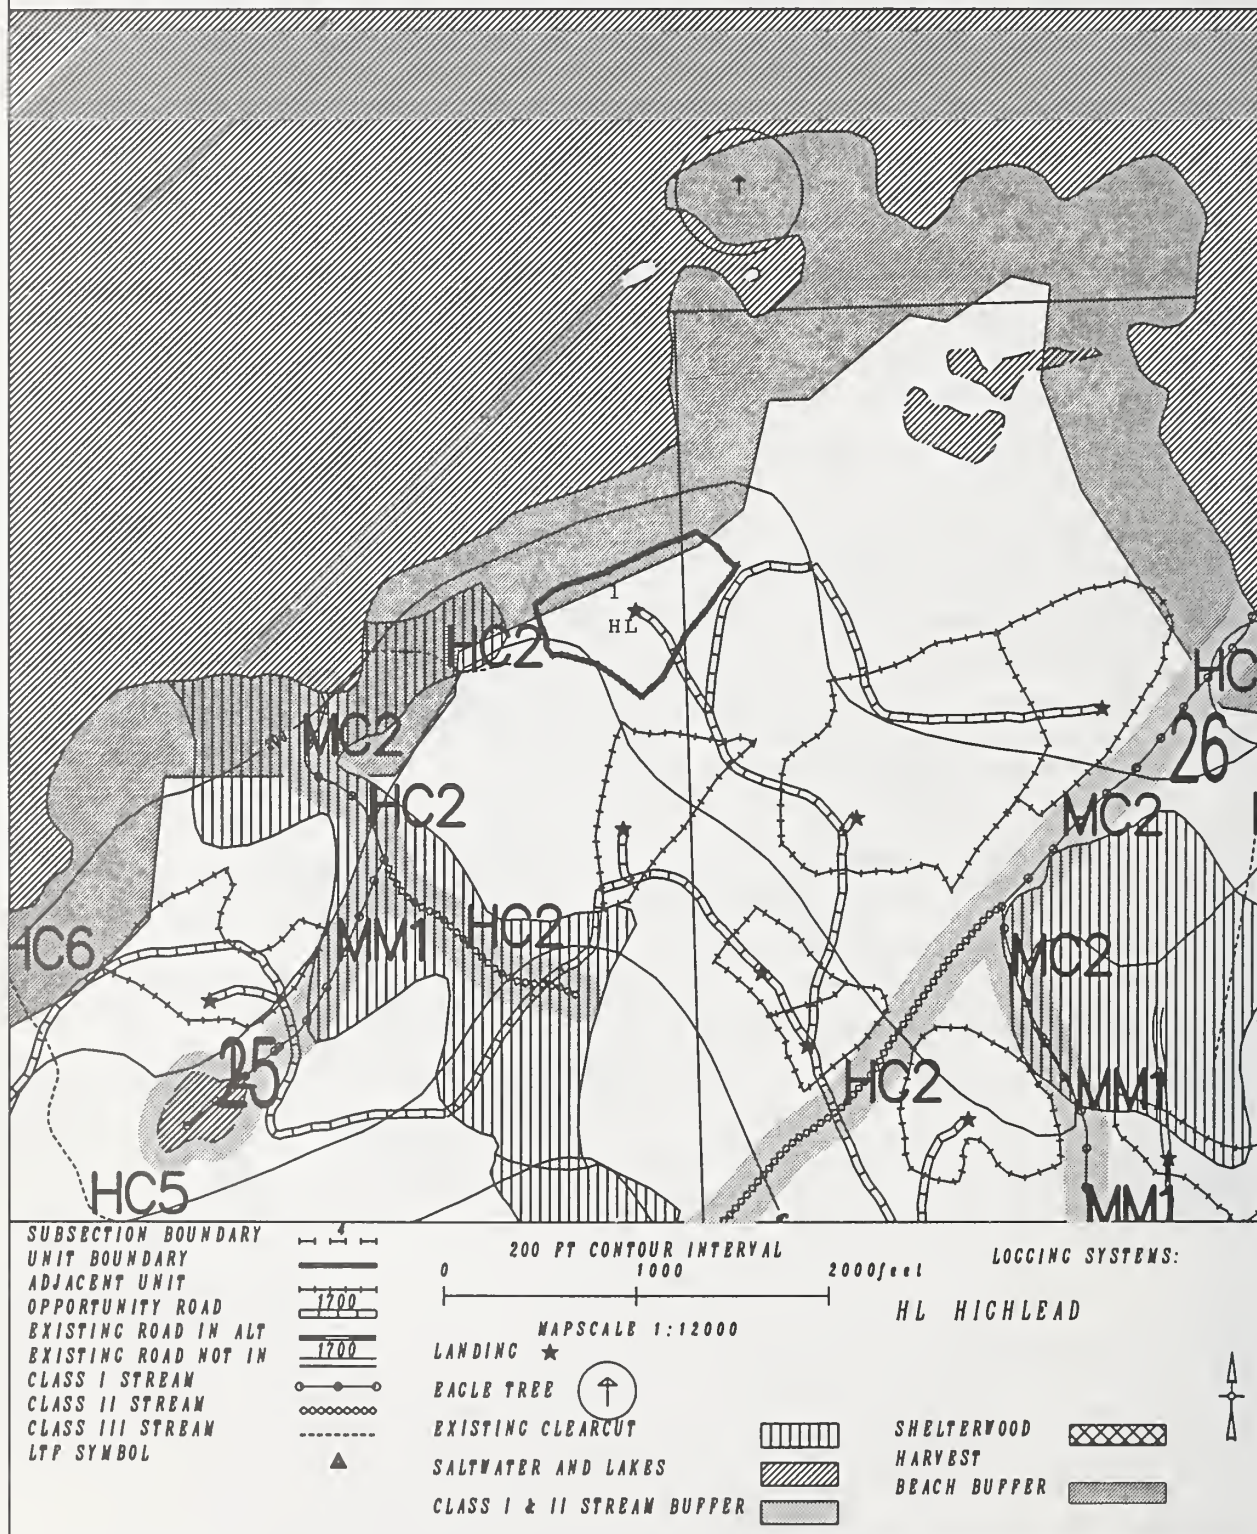 1
HL
HC2
HC
MC2
26
HC2
MC2
HC2
MM1
HC6
MC2
25
HC2
MM1
HC5
MM1
SUBSECTION BOUNDARY 4
UNIT BOUNDARY
ADJACENT UNIT
OPPORTUNITY ROAD 1700
EXISTING ROAD IN ALT
EXISTING ROAD NOT IN 1700
CLASS I STREAM
CLASS II STREAM
CLASS III STREAM
LTF SYMBOL
200 FT CONTOUR INTERVAL
0 1000 2000feet
MAPSCALE 1:12000
LANDING
EAGLE TREE
EXISTING CLEARCUT
SALTWATER AND LAKES
CLASS I & II STREAM BUFFER
LOGGING SYSTEMS:
HL HIGHLEAD
SHELTERWOOD
HARVEST
BEACH BUFFER